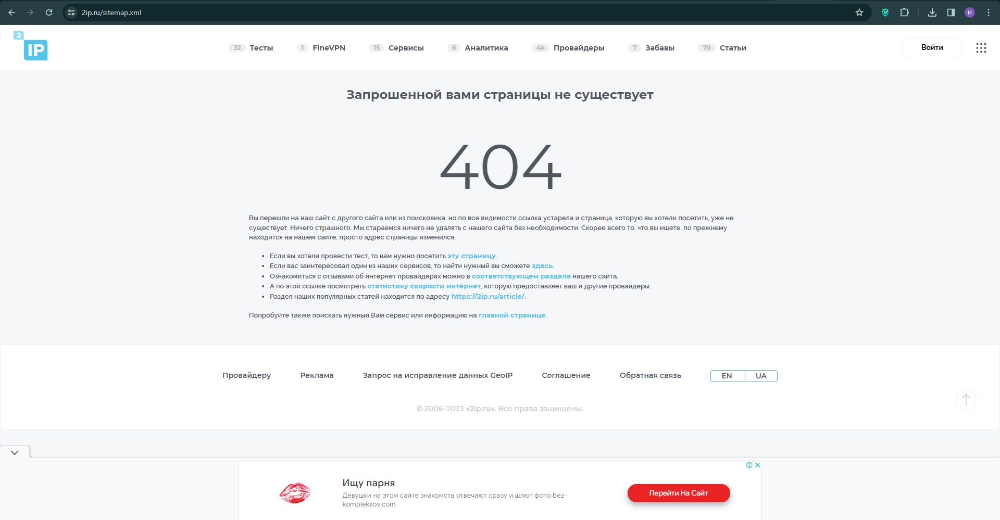 2ip.ru/sitemap.xml
И
2
IP
32 Тесты
1 FineVPN
15 Сервисы
6 Аналитика
4k Провайдеры
7 Забавы
70 Статьи
Войти
Запрошенной вами страницы не существует
404
Вы перешли на наш сайт с другого сайта или из поисковика, но по все видимости ссылка устарела и страница, которую вы хотели посетить, уже не
существует. Ничего страшного. Мы стараемся ничего не удалять с нашего сайта без необходимости. Скорее всего то, что вы ищете, по прежнему
находится на нашем сайте, просто адрес страницы изменился.
• Если вы хотели провести тест, то вам нужно посетить эту страницу.
• Если вас заинтересовал один из наших сервисов, то найти нужный вы сможете здесь.
• Ознакомиться с отзывами об интернет провайдерах можно в соответствующем разделе нашего сайта.
• А по этой ссылке посмотреть статистику скорости интернет, которую предоставляет ваш и другие провайдеры.
• Раздел наших популярных статей находится по адресу https://2ip.ru/article/.
Попробуйте также поискать нужный Вам сервис или информацию на главной странице.
Провайдеру
Реклама
Запрос на исправление данных GeoIP
Соглашение
Обратная связь
EN
UA
© 2006–2023 «2ip.ru». Все права защищены.
Ищу парня
Девушки на этом сайте знакомств отвечают сразу и шлют фото bez-
kompleksov.com
Перейти На Сайт